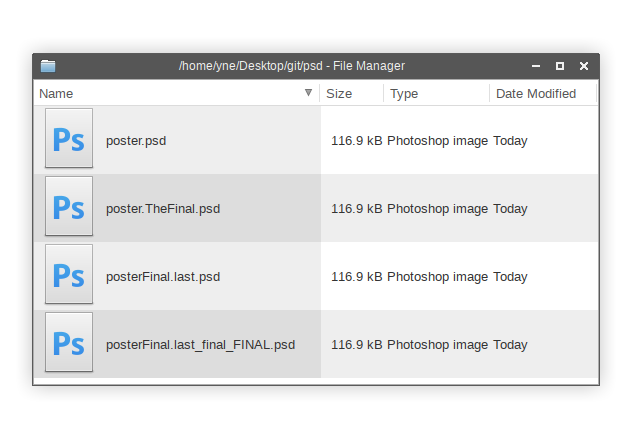 /home/yne/Desktop/git/psd - File Manager
Name Size Type Date Modified
Ps poster.psd 116.9 kB Photoshop image Today
Ps poster.TheFinal.psd 116.9 kB Photoshop image Today
Ps posterFinal.last.psd 116.9 kB Photoshop image Today
Ps posterFinal.last_final_FINAL.psd 116.9 kB Photoshop image Today